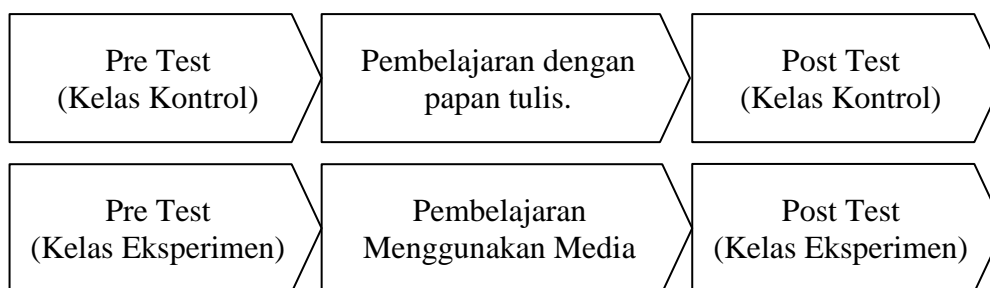 Pre Test
(Kelas Kontrol)
Pembelajaran dengan
papan tulis.
Post Test
(Kelas Kontrol)
Pre Test
(Kelas Eksperimen)
Pembelajaran
Menggunakan Media
Post Test
(Kelas Eksperimen)